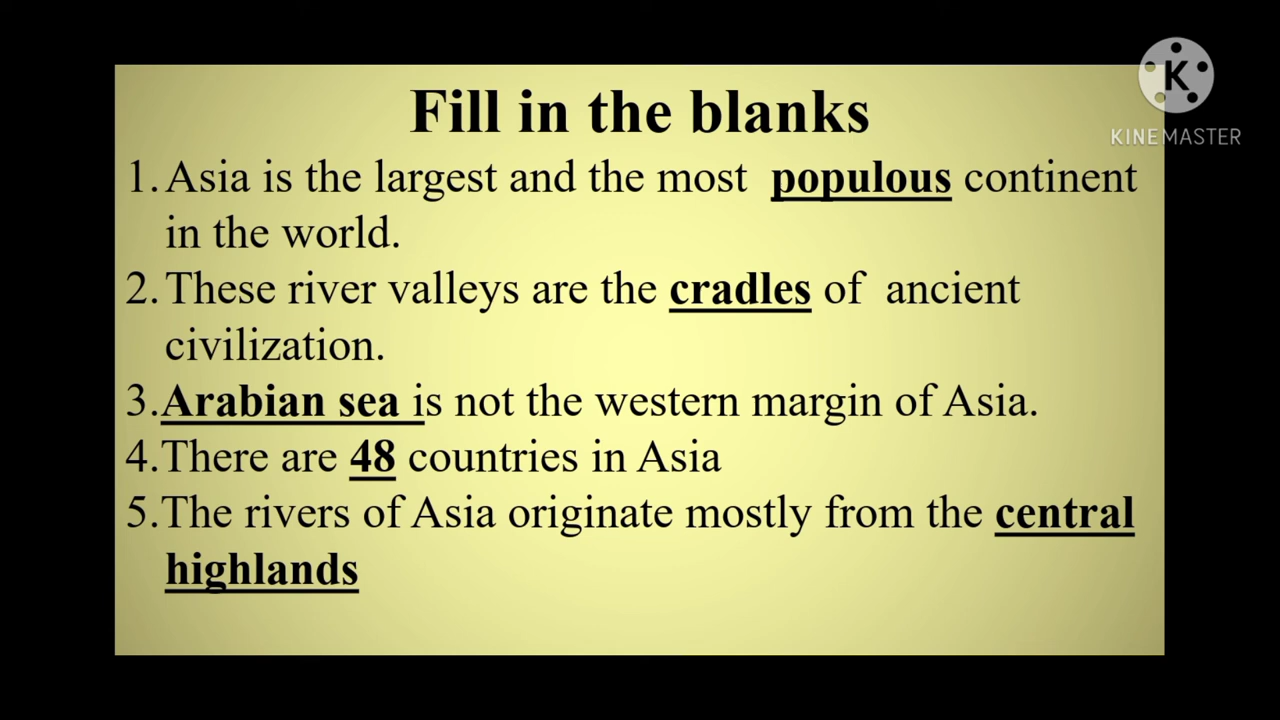 K
KINEMASTER
Fill in the blanks
1. Asia is the largest and the most populous continent
in the world.
2. These river valleys are the cradles of ancient
civilization.
3. Arabian sea is not the western margin of Asia.
4. There are 48 countries in Asia
5. The rivers of Asia originate mostly from the central
highlands